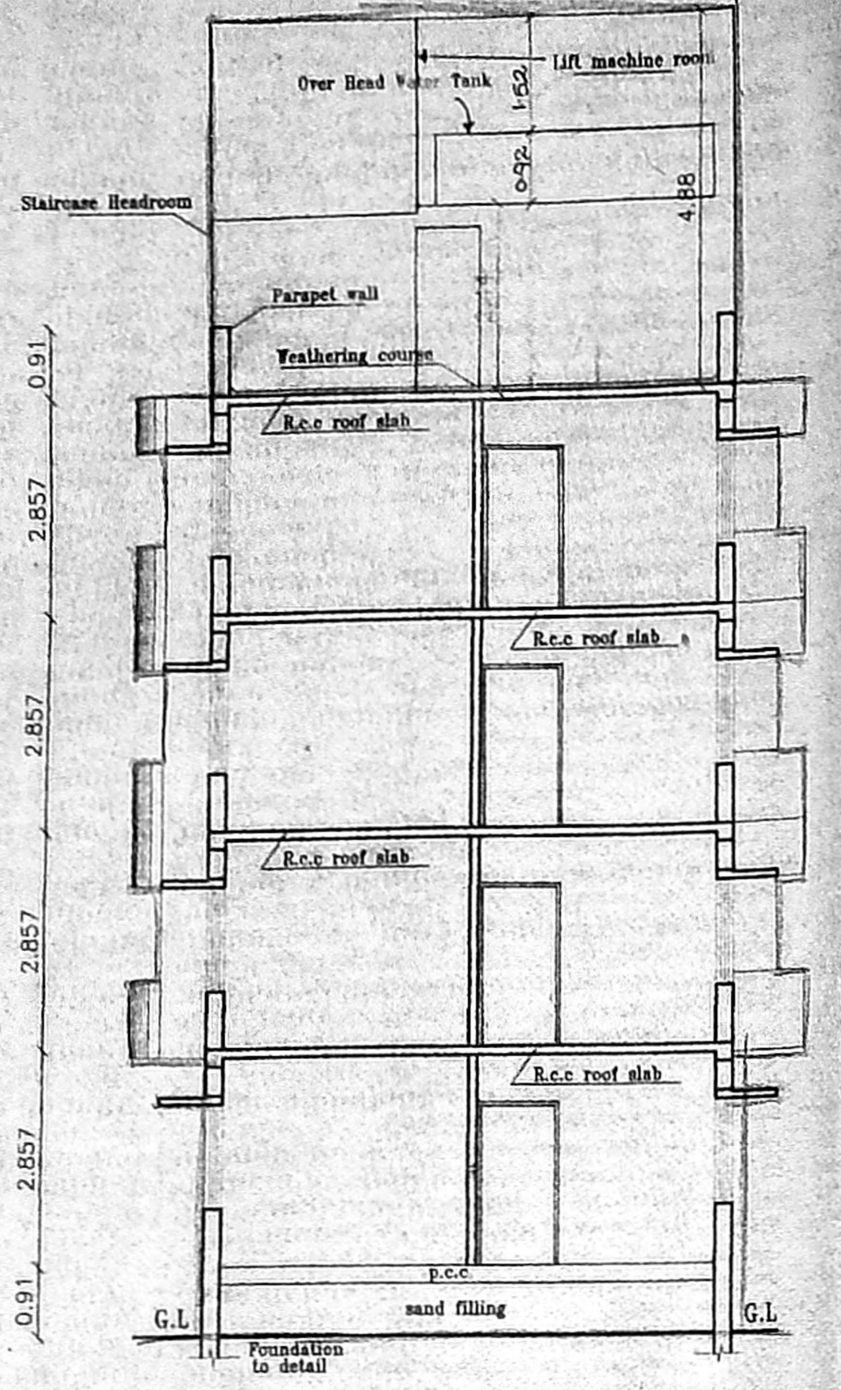 Lift machine room
Over Head Water Tank
1.52
0.92
4.88
Staircase Headroom
Parapet wall
Weathering course
0.91
R.c.c roof slab
2.857
R.c.c roof slab
2.857
R.c.c roof slab
2.857
R.c.c roof slab
2.857
p.c.c
sand filling
0.91
G.L
G.L
Foundation
to detail